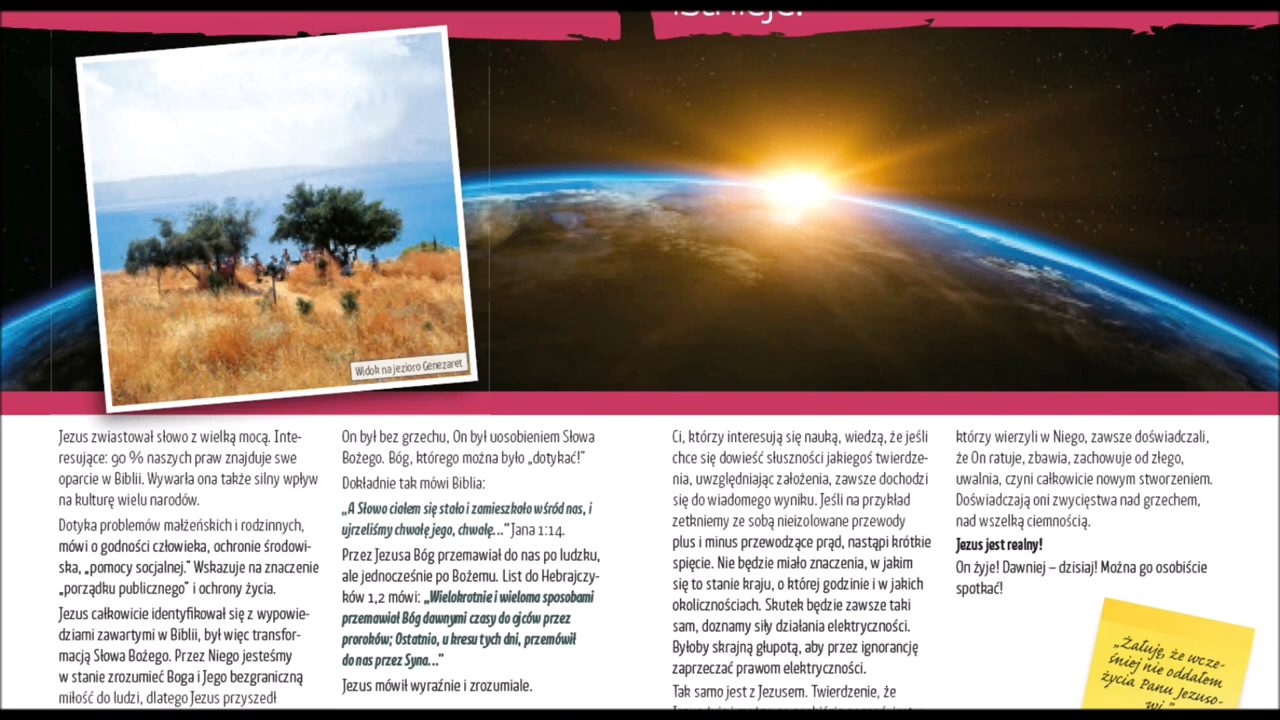 istnieje!
Widok na jezioro Genezaret
Jezus zwiastował słowo z wielką mocą. Inte-
resujące: 90 % naszych praw znajduje swe
oparcie w Biblii. Wywarła ona także silny wpływ
na kulturę wielu narodów.
Dotyka problemów małżeńskich i rodzinnych,
mówi o godności człowieka, ochronie środowi-
ska, „pomocy socjalnej.” Wskazuje na znaczenie
„porządku publicznego” i ochrony życia.
Jezus całkowicie identyfikował się z wypowie-
dziami zawartymi w Biblii, był więc transfor-
macją Słowa Bożego. Przez Niego jesteśmy
w stanie zrozumieć Boga i Jego bezgraniczną
miłość do ludzi, dlatego Jezus przyszedł
On był bez grzechu, On był uosobieniem Słowa
Bożego. Bóg, którego można było „dotykać!”
Dokładnie tak mówi Biblia:
„A Słowo ciałem się stało i zamieszkało wśród nas, i
ujrzeliśmy chwałę jego, chwałę...” Jana 1:14.
Przez Jezusa Bóg przemawiał do nas po ludzku,
ale jednocześnie po Bożemu. List do Hebrajczy-
ków 1,2 mówi: „Wielokrotnie i wieloma sposobami
przemawiał Bóg dawnymi czasy do ojców przez
proroków; Ostatnio, u kresu tych dni, przemówił
do nas przez Syna...”
Jezus mówił wyraźnie i zrozumiale.
Ci, którzy interesują się nauką, wiedzą, że jeśli
chce się dowieść słuszności jakiegoś twierdze-
nia, uwzględniając założenia, zawsze dochodzi
się do wiadomego wyniku. Jeśli na przykład
zetkniemy ze sobą nieizolowane przewody
plus i minus przewodzące prąd, nastąpi krótkie
spięcie. Nie będzie miało znaczenia, w jakim
się to stanie kraju, o której godzinie i w jakich
okolicznościach. Skutek będzie zawsze taki
sam, doznamy siły działania elektryczności.
Byłoby skrajną głupotą, aby przez ignorancję
zaprzeczać prawom elektryczności.
Tak samo jest z Jezusem. Twierdzenie, że
którzy wierzyli w Niego, zawsze doświadczali,
że On ratuje, zbawia, zachowuje od złego,
uwalnia, czyni całkowicie nowym stworzeniem.
Doświadczają oni zwycięstwa nad grzechem,
nad wszelką ciemnością.
Jezus jest realny!
On żyje! Dawniej – dzisiaj! Można go osobiście
spotkać!
„Żałuję, że wcze-
śniej nie oddałem
życia Panu Jezuso-
wi.”